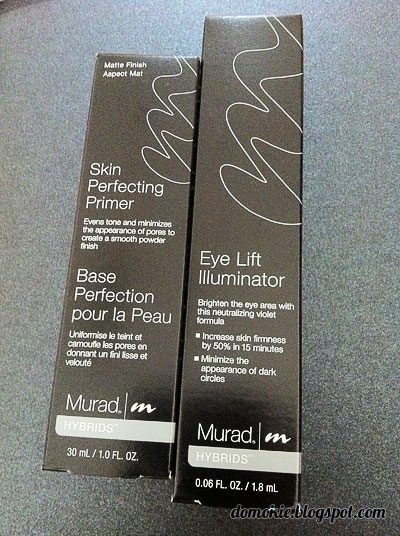 Matte Finish
Aspect Mat
Skin
Perfecting
Primer
Evens tone and minimizes
the appearance of pores to
create a smooth powder
finish
Base
Perfection
pour la Peau
Uniformise le teint et
camoufle les pores en
donnant un fini lisse et
velouté
Murad® m
HYBRIDS™
30 mL / 1.0 FL. OZ.
Eye Lift
Illuminator
Brighten the eye area with
this neutralizing violet
formula
Increase skin firmness
by 50% in 15 minutes
Minimize the
appearance of dark
circles
Murad® m
HYBRIDS™
0.06 FL. OZ. / 1.8 mL
domokie.blogspot.com